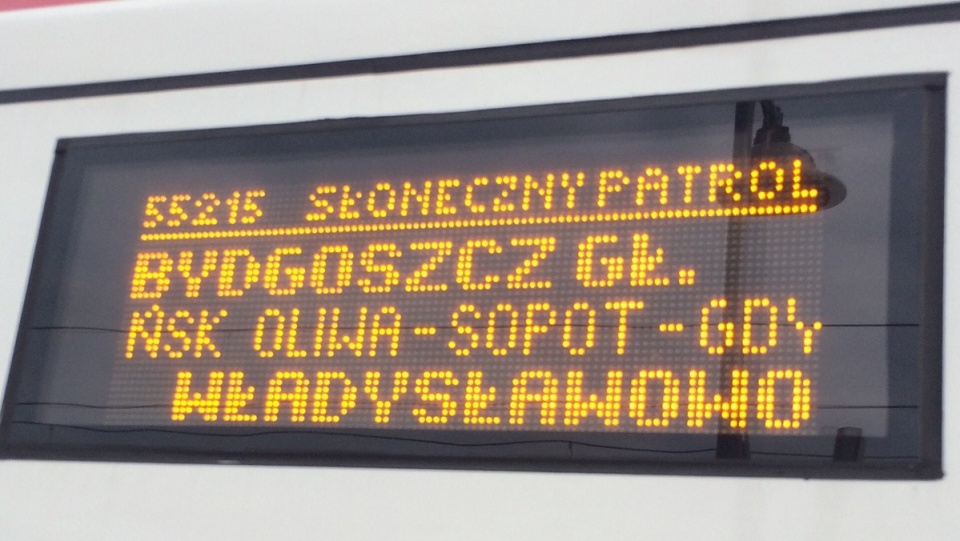 55215 SŁONECZNY PATROL
BYDGOSZCZ GŁ.
ŃSK OLIWA-SOPOT-GDY
WŁADYSŁAWOWO